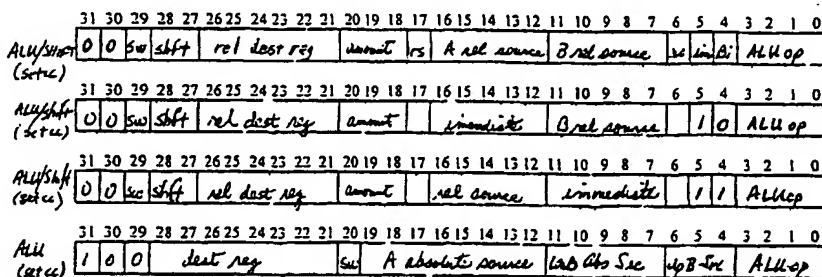 31 30 29 28 27 26 25 24 23 22 21 20 19 18 17 16 15 14 13 12 11 10 9 8 7 6 5 4 3 2 1 0
ALU/Shift 0 0 sw shft rel dest reg amount rs A rel source B rel source im Bi ALU op
(setcc)
31 30 29 28 27 26 25 24 23 22 21 20 19 18 17 16 15 14 13 12 11 10 9 8 7 6 5 4 3 2 1 0
ALU/Shft 0 0 sw shft rel dest reg amount immediate B rel source 1 0 ALU op
(setcc)
31 30 29 28 27 26 25 24 23 22 21 20 19 18 17 16 15 14 13 12 11 10 9 8 7 6 5 4 3 2 1 0
ALU/Shft 0 0 shft rel dest reg amount rel source immediate 1 1 ALUop
(setcc)
31 30 29 28 27 26 25 24 23 22 21 20 19 18 17 16 15 14 13 12 11 10 9 8 7 6 5 4 3 2 1 0
ALU 1 0 0 dest reg sw A absolute source B Abs Src B Src ALU op
(setcc)